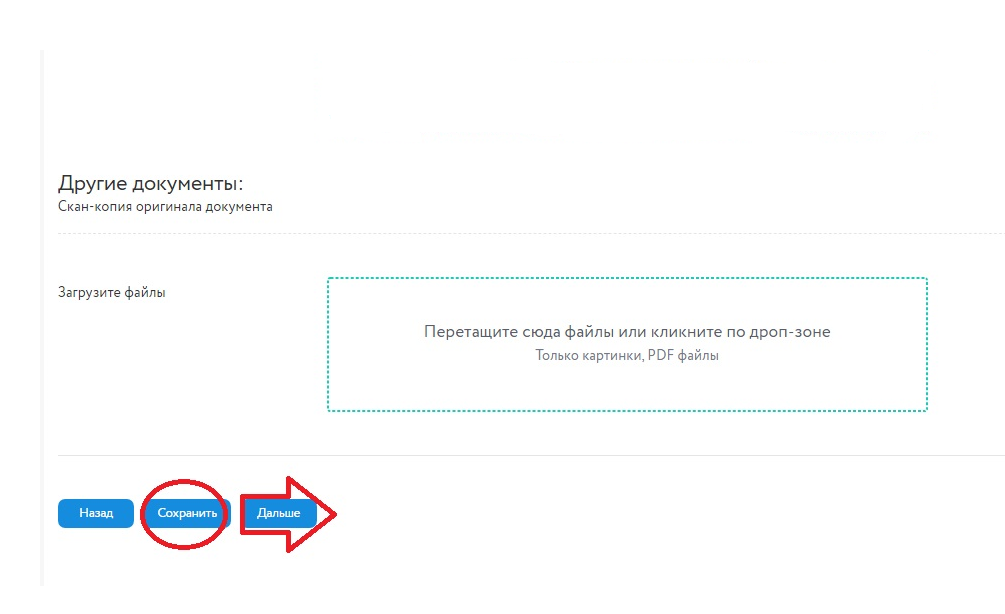 Другие документы:
Скан-копия оригинала документа
Загрузите файлы
Перетащите сюда файлы или кликните по дроп-зоне
Только картинки, PDF файлы
Назад
Сохранить
Дальше